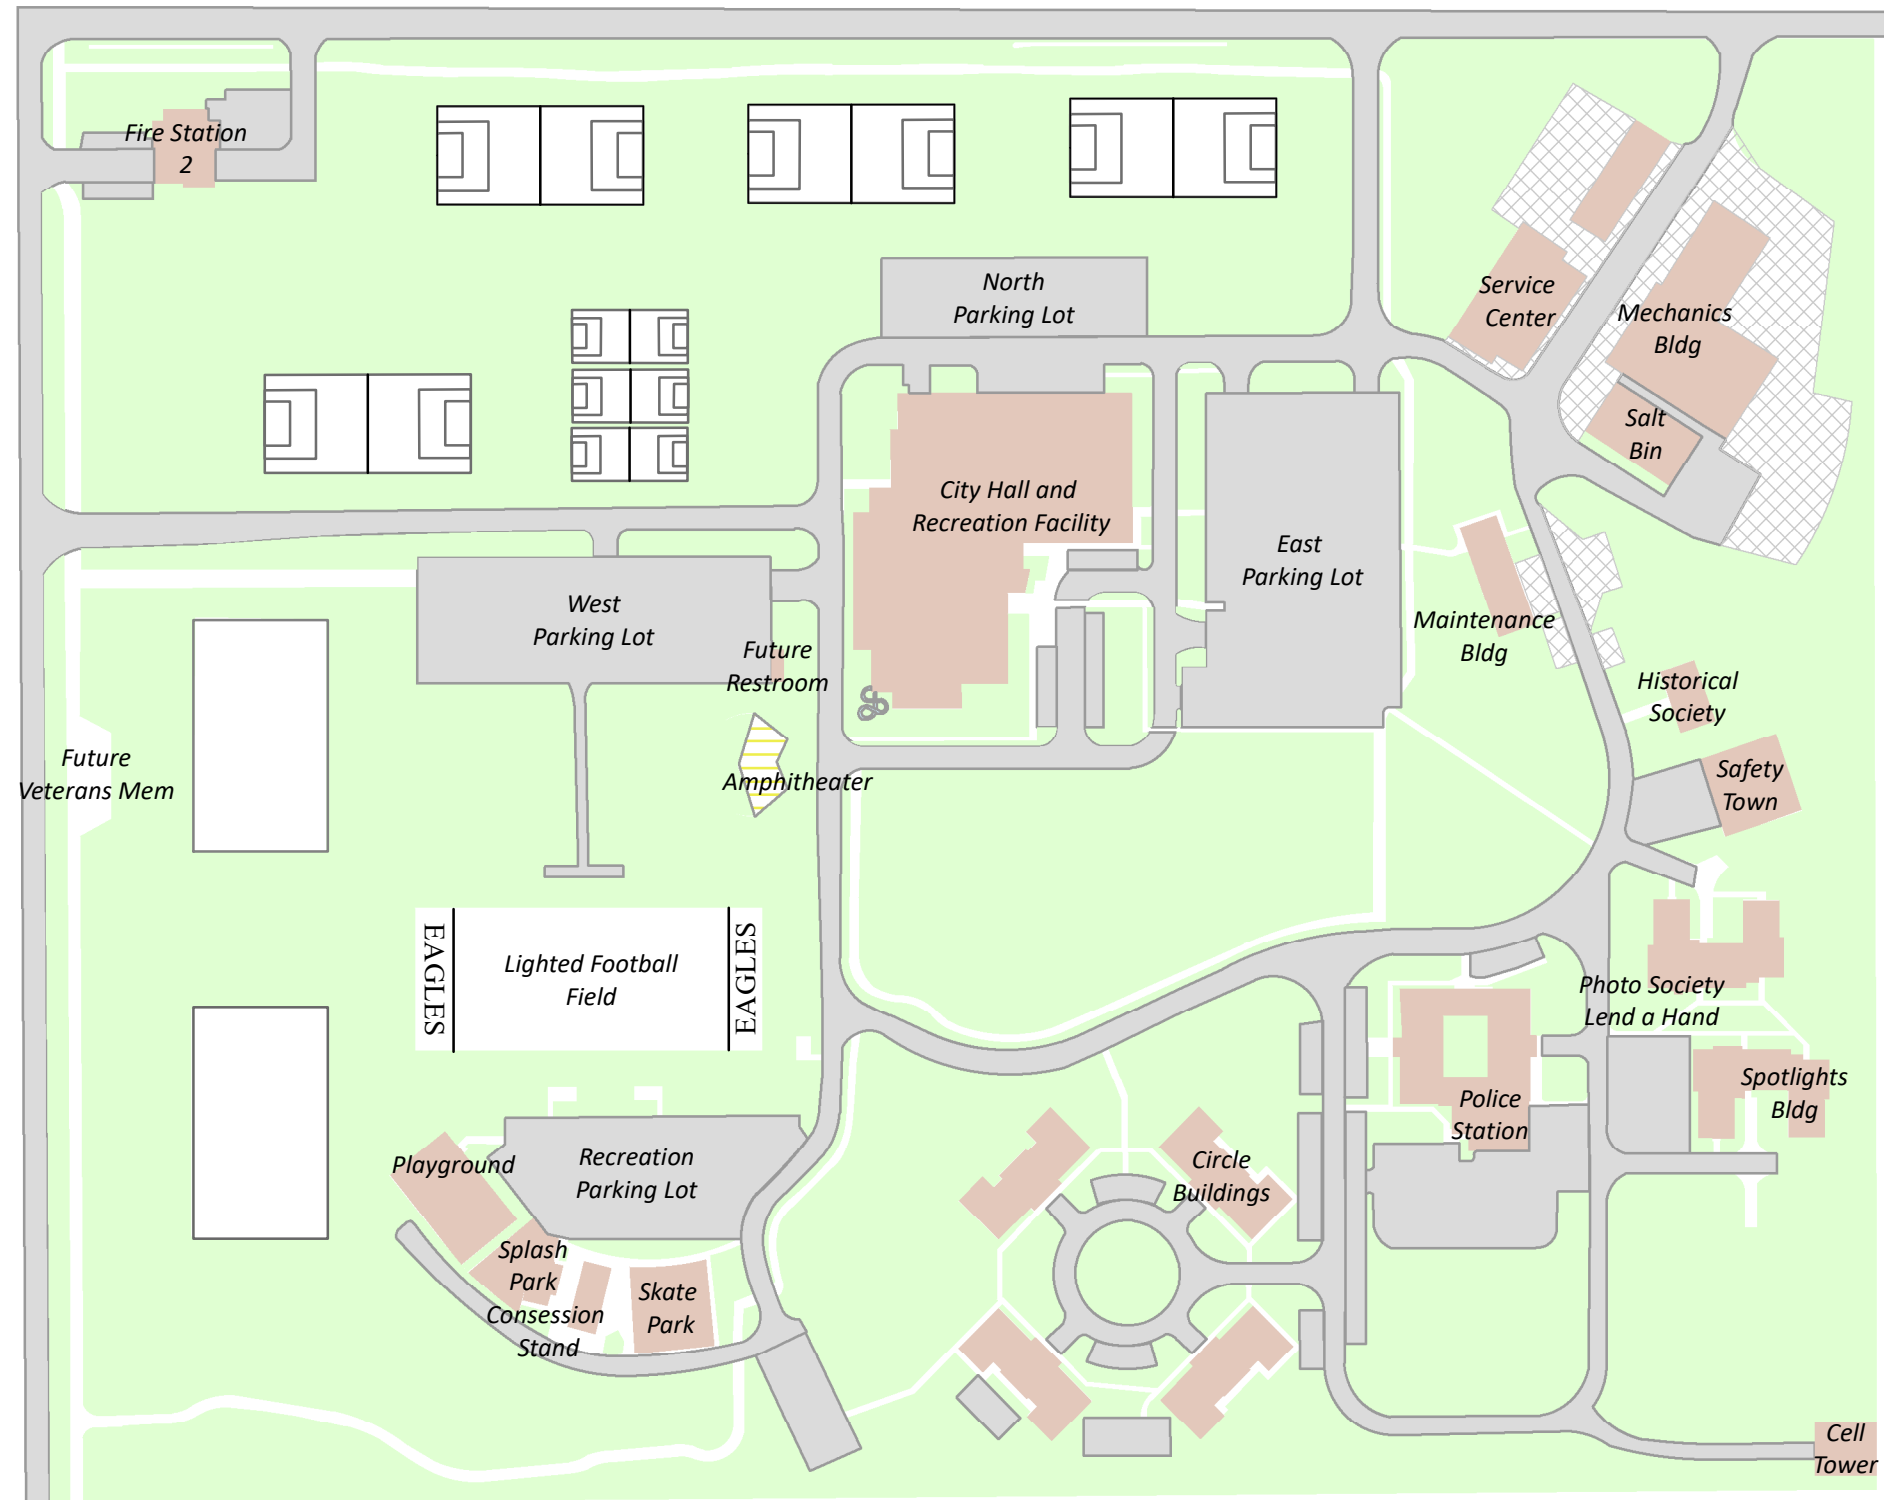 Fire Station
2
North
Parking Lot
Service
Center
Mechanics
Bldg
Salt
Bin
City Hall and
Recreation Facility
East
Parking Lot
West
Parking Lot
Future
Restroom
Maintenance
Bldg
Historical
Society
Future
Veterans Mem
Amphitheater
Safety
Town
EAGLES
Lighted Football
Field
EAGLES
Photo Society
Lend a Hand
Spotlights
Bldg
Police
Station
Playground
Recreation
Parking Lot
Circle
Buildings
Splash
Park
Consession
Stand
Skate
Park
Cell
Tower